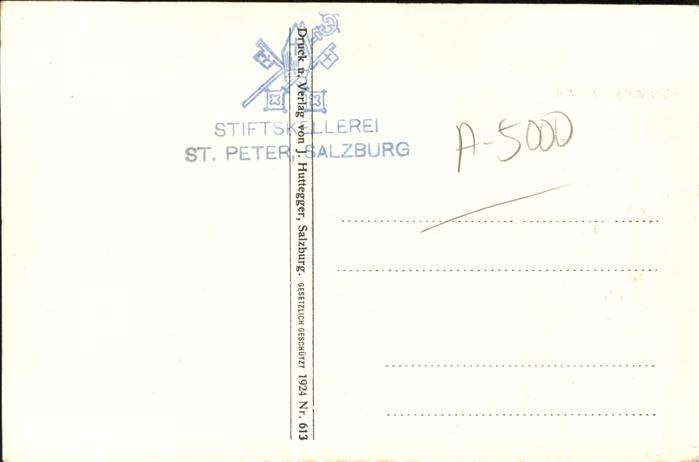 STIFTSKELLEREI
ST. PETER, SALZBURG
A-5000
Druck u. Verlag von J. Huttegger, Salzburg. GESETZLICH GESCHÜTZT 1924 Nr. 613